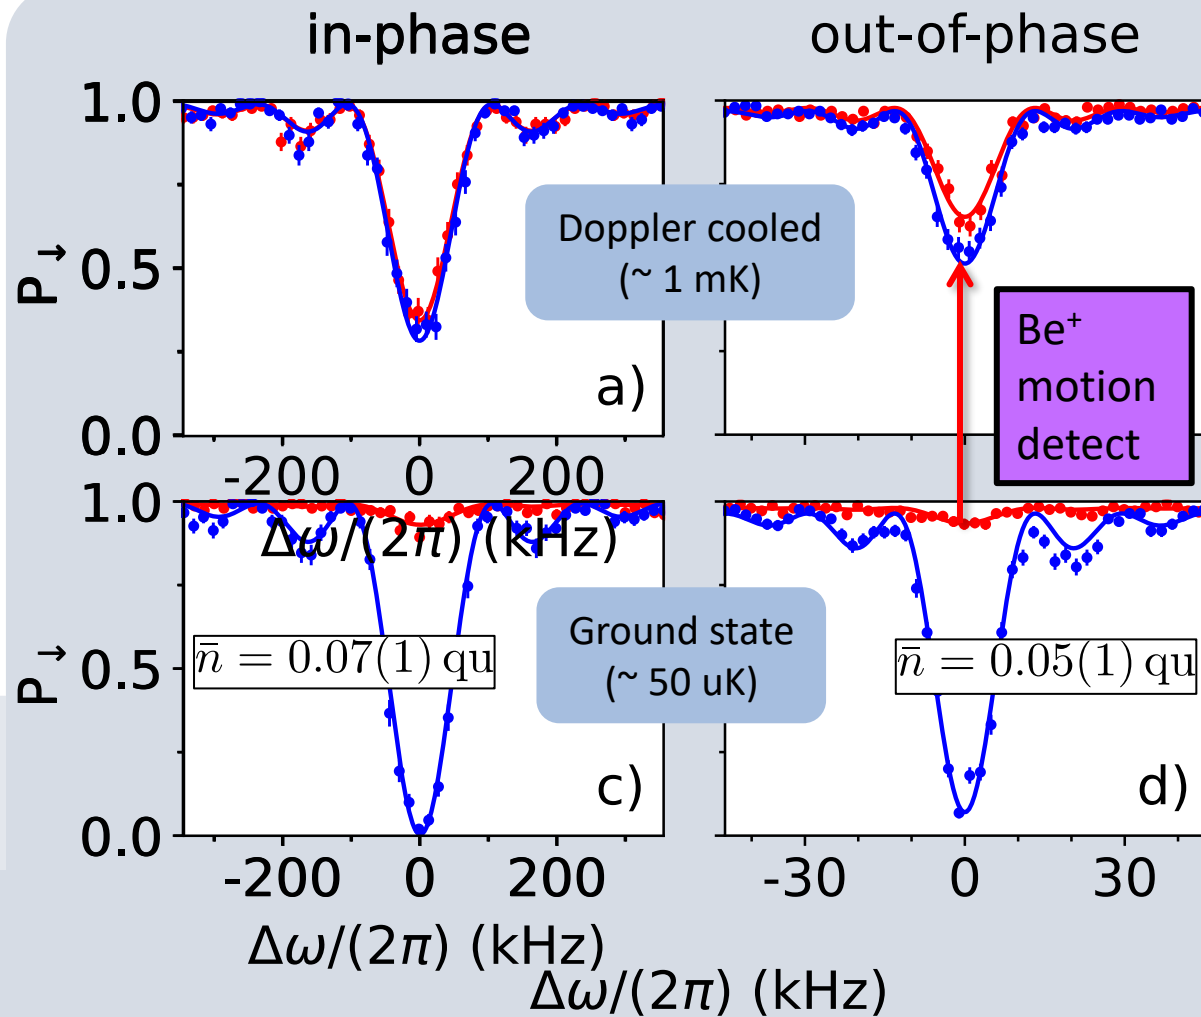 in-phase
out-of-phase
1.0
0.5
0.0
P↓
Doppler cooled
(~ 1 mK)
a)
Be⁺
motion
detect
-200 0 200
Δω/(2π) (kHz)
1.0
0.5
0.0
P↓
n̄ = 0.07(1) qu
Ground state
(~ 50 uK)
n̄ = 0.05(1) qu
c)
d)
-200 0 200
-30 0 30
Δω/(2π) (kHz)
Δω/(2π) (kHz)